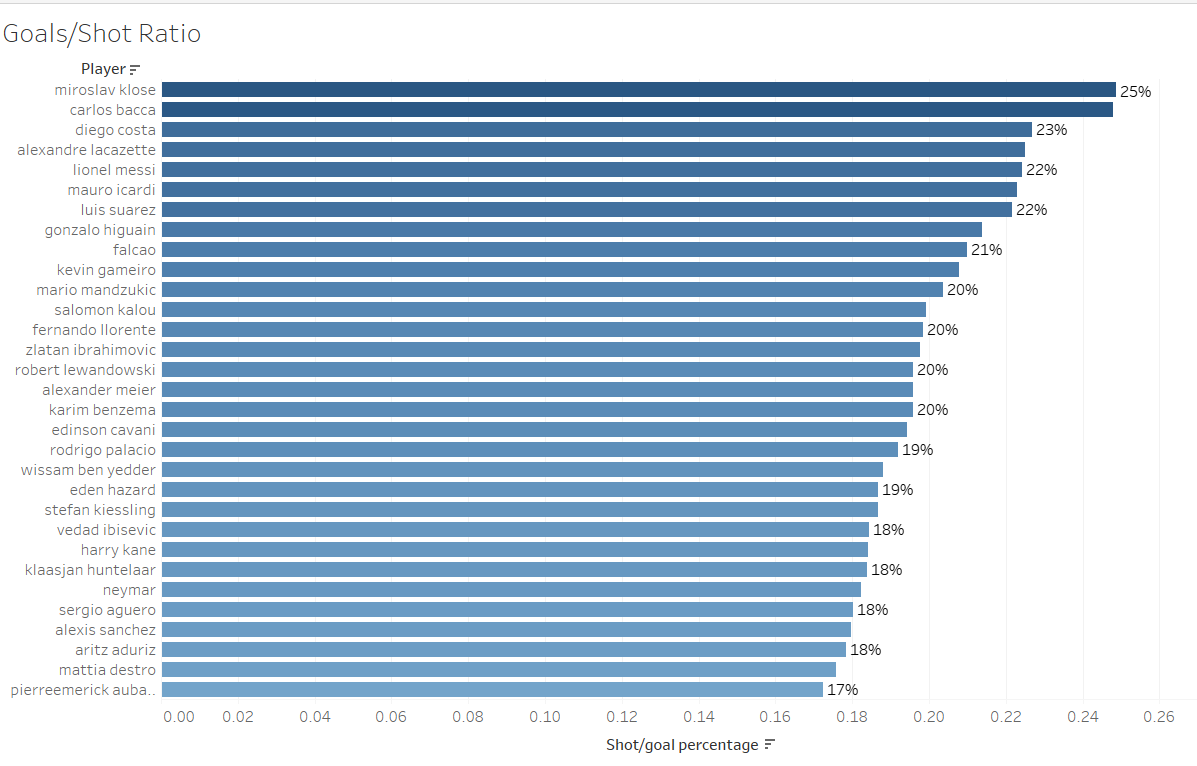 Goals/Shot Ratio
Player
miroslav klose 25%
carlos bacca
diego costa 23%
alexandre lacazette
lionel messi 22%
mauro icardi
luis suarez 22%
gonzalo higuain
falcao 21%
kevin gameiro
mario mandzukic 20%
salomon kalou
fernando llorente 20%
zlatan ibrahimovic
robert lewandowski 20%
alexander meier
karim benzema 20%
edinson cavani
rodrigo palacio 19%
wissam ben yedder
eden hazard 19%
stefan kiessling
vedad ibisevic 18%
harry kane
klaasjan huntelaar 18%
neymar
sergio aguero 18%
alexis sanchez
aritz aduriz 18%
mattia destro
pierreemerick auba.. 17%
0.00 0.02 0.04 0.06 0.08 0.10 0.12 0.14 0.16 0.18 0.20 0.22 0.24 0.26
Shot/goal percentage